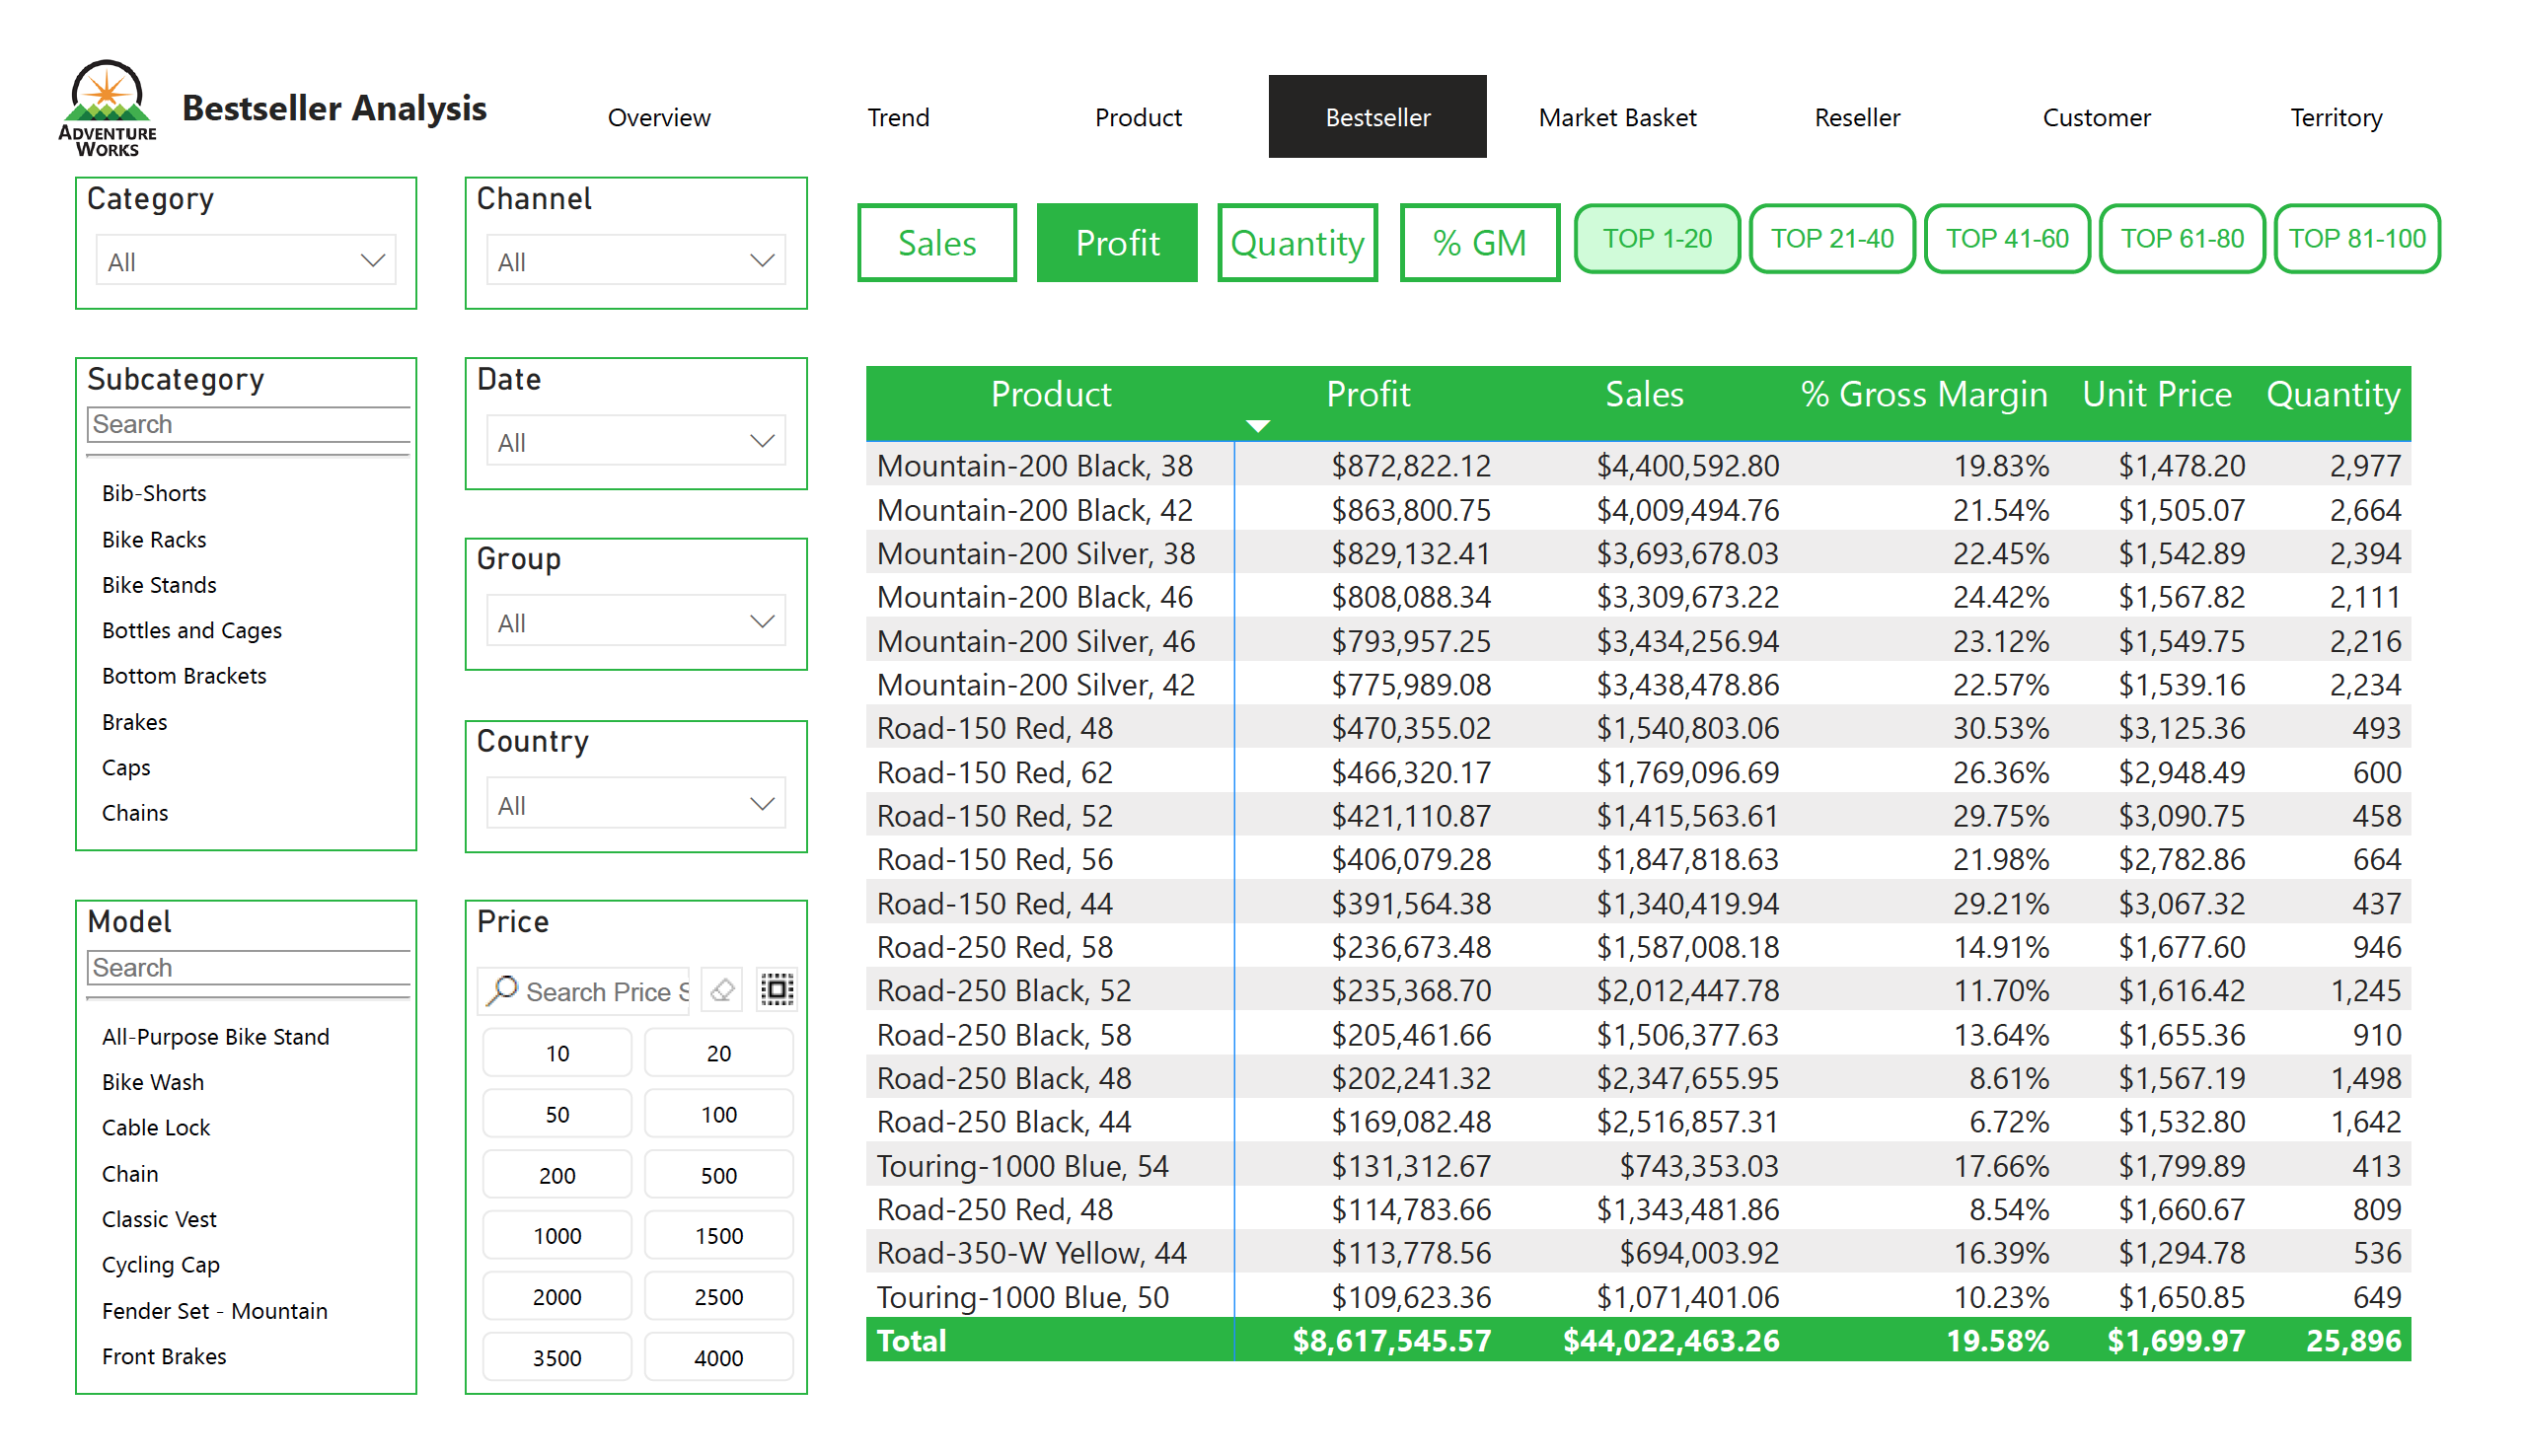 ADVENTURE
WORKS
Bestseller Analysis
Overview
Trend
Product
Bestseller
Market Basket
Reseller
Customer
Territory
Category
All
Channel
All
Sales
Profit
Quantity
% GM
TOP 1-20
TOP 21-40
TOP 41-60
TOP 61-80
TOP 81-100
Subcategory
Search
Bib-Shorts
Bike Racks
Bike Stands
Bottles and Cages
Bottom Brackets
Brakes
Caps
Chains
Date
All
Group
All
Country
All
Model
Search
All-Purpose Bike Stand
Bike Wash
Cable Lock
Chain
Classic Vest
Cycling Cap
Fender Set - Mountain
Front Brakes
Price
Search Price S
10 20
50 100
200 500
1000 1500
2000 2500
3500 4000
Product Profit Sales % Gross Margin Unit Price Quantity
Mountain-200 Black, 38 $872,822.12 $4,400,592.80 19.83% $1,478.20 2,977
Mountain-200 Black, 42 $863,800.75 $4,009,494.76 21.54% $1,505.07 2,664
Mountain-200 Silver, 38 $829,132.41 $3,693,678.03 22.45% $1,542.89 2,394
Mountain-200 Black, 46 $808,088.34 $3,309,673.22 24.42% $1,567.82 2,111
Mountain-200 Silver, 46 $793,957.25 $3,434,256.94 23.12% $1,549.75 2,216
Mountain-200 Silver, 42 $775,989.08 $3,438,478.86 22.57% $1,539.16 2,234
Road-150 Red, 48 $470,355.02 $1,540,803.06 30.53% $3,125.36 493
Road-150 Red, 62 $466,320.17 $1,769,096.69 26.36% $2,948.49 600
Road-150 Red, 52 $421,110.87 $1,415,563.61 29.75% $3,090.75 458
Road-150 Red, 56 $406,079.28 $1,847,818.63 21.98% $2,782.86 664
Road-150 Red, 44 $391,564.38 $1,340,419.94 29.21% $3,067.32 437
Road-250 Red, 58 $236,673.48 $1,587,008.18 14.91% $1,677.60 946
Road-250 Black, 52 $235,368.70 $2,012,447.78 11.70% $1,616.42 1,245
Road-250 Black, 58 $205,461.66 $1,506,377.63 13.64% $1,655.36 910
Road-250 Black, 48 $202,241.32 $2,347,655.95 8.61% $1,567.19 1,498
Road-250 Black, 44 $169,082.48 $2,516,857.31 6.72% $1,532.80 1,642
Touring-1000 Blue, 54 $131,312.67 $743,353.03 17.66% $1,799.89 413
Road-250 Red, 48 $114,783.66 $1,343,481.86 8.54% $1,660.67 809
Road-350-W Yellow, 44 $113,778.56 $694,003.92 16.39% $1,294.78 536
Touring-1000 Blue, 50 $109,623.36 $1,071,401.06 10.23% $1,650.85 649
Total $8,617,545.57 $44,022,463.26 19.58% $1,699.97 25,896